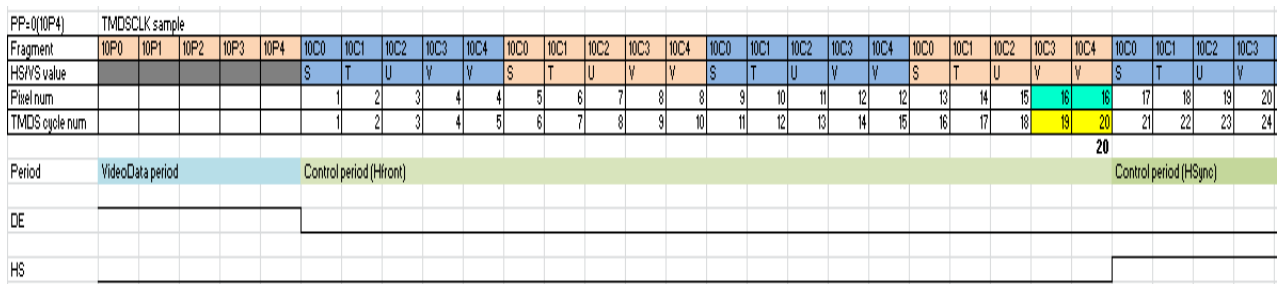 PP=0(10P4) TMDSCLK sample
Fragment 10P0 10P1 10P2 10P3 10P4 10C0 10C1 10C2 10C3 10C4 10C0 10C1 10C2 10C3 10C4 10C0 10C1 10C2 10C3 10C4 10C0 10C1 10C2 10C3 10C4 10C0 10C1 10C2 10C3
HS/VS value S T U V V S T U V V S T U V V S T U V V S T U V
Pixel num 1 2 3 4 4 5 6 7 8 8 9 10 11 12 12 13 14 15 16 16 17 18 19 20
TMDS cycle num 1 2 3 4 5 6 7 8 9 10 11 12 13 14 15 16 17 18 19 20 21 22 23 24
20
Period VideoData period Control period (Hfront) Control period (HSync)
DE
HS